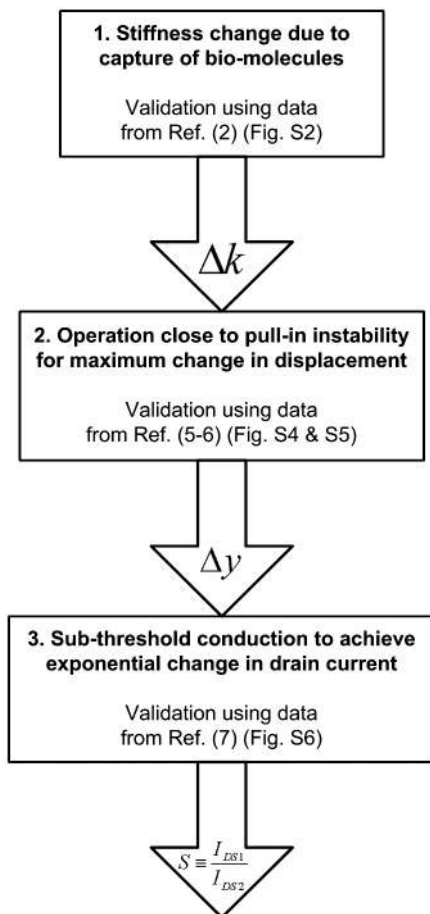 1. Stiffness change due to
capture of bio-molecules
Validation using data
from Ref. (2) (Fig. S2)
Δk
2. Operation close to pull-in instability
for maximum change in displacement
Validation using data
from Ref. (5-6) (Fig. S4 & S5)
Δy
3. Sub-threshold conduction to achieve
exponential change in drain current
Validation using data
from Ref. (7) (Fig. S6)
S ≡ I_DS1 / I_DS2